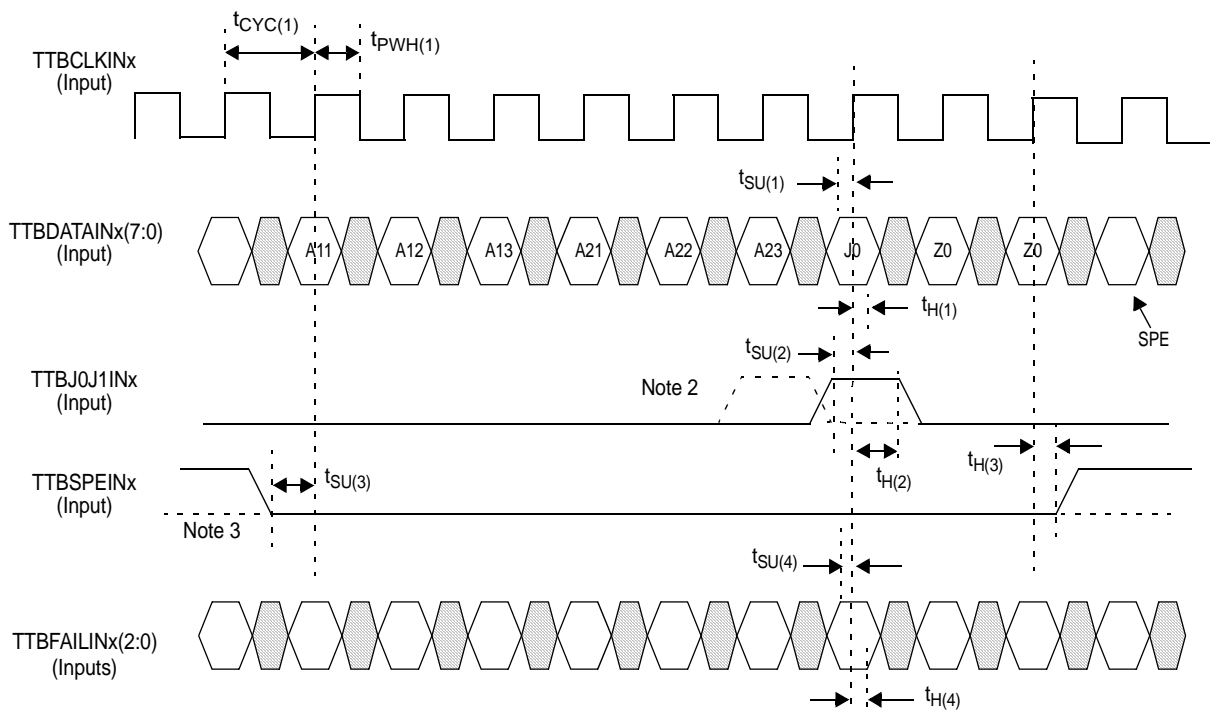 tCYC(1)
tPWH(1)
TTBCLKINx
(Input)
tSU(1)
TTBDATAINx(7:0)
(Input)
A11 A12 A13 A21 A22 A23 J0 Z0 Z0
tH(1)
SPE
tSU(2)
TTBJ0J1INx
(Input)
Note 2
tH(3)
tSU(3)
tH(2)
TTBSPEINx
(Input)
Note 3
tSU(4)
TTBFAILINx(2:0)
(Inputs)
tH(4)